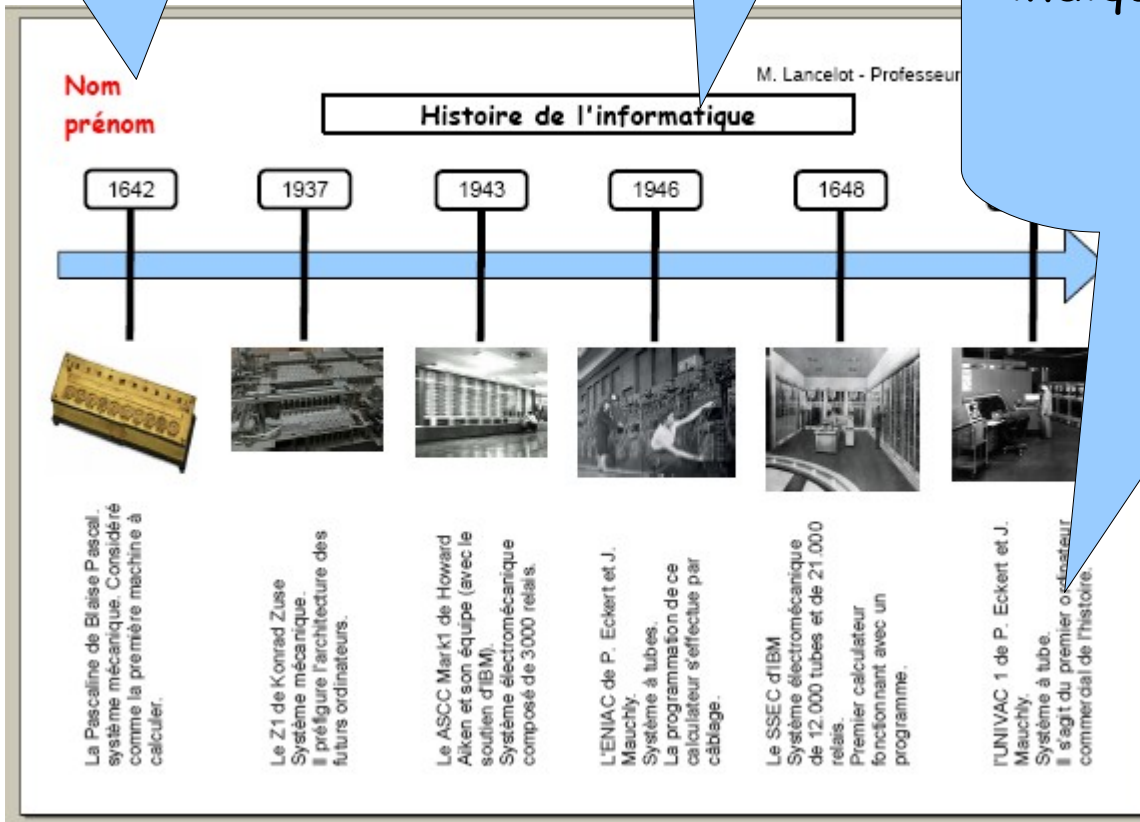 Nom
prénom
M. Lancelot - Professeur
Histoire de l'informatique
1642
1937
1943
1946
1648
La Pascaline de Blaise Pascal.
système mécanique. Considéré
comme la première machine à
calculer.
Le Z1 de Konrad Zuse
Système mécanique.
Il préfigure l'architecture des
futurs ordinateurs.
Le ASCC Mark1 de Howard
Aiken et son équipe (avec le
soutien d'IBM).
Système électromécanique
composé de 3000 relais.
L'ENIAC de P. Eckert et J.
Mauchly.
Système à tubes.
La programmation de ce
calculateur s'effectue par
câblage.
Le SSEC d'IBM
Système électromécanique
de 12.000 tubes et de 21.000
relais.
Premier calculateur
fonctionnant avec un
programme.
l'UNIVAC 1 de P. Eckert et J.
Mauchly.
Système à tube.
Il s'agit du premier ordinateur
commercial de l'histoire.